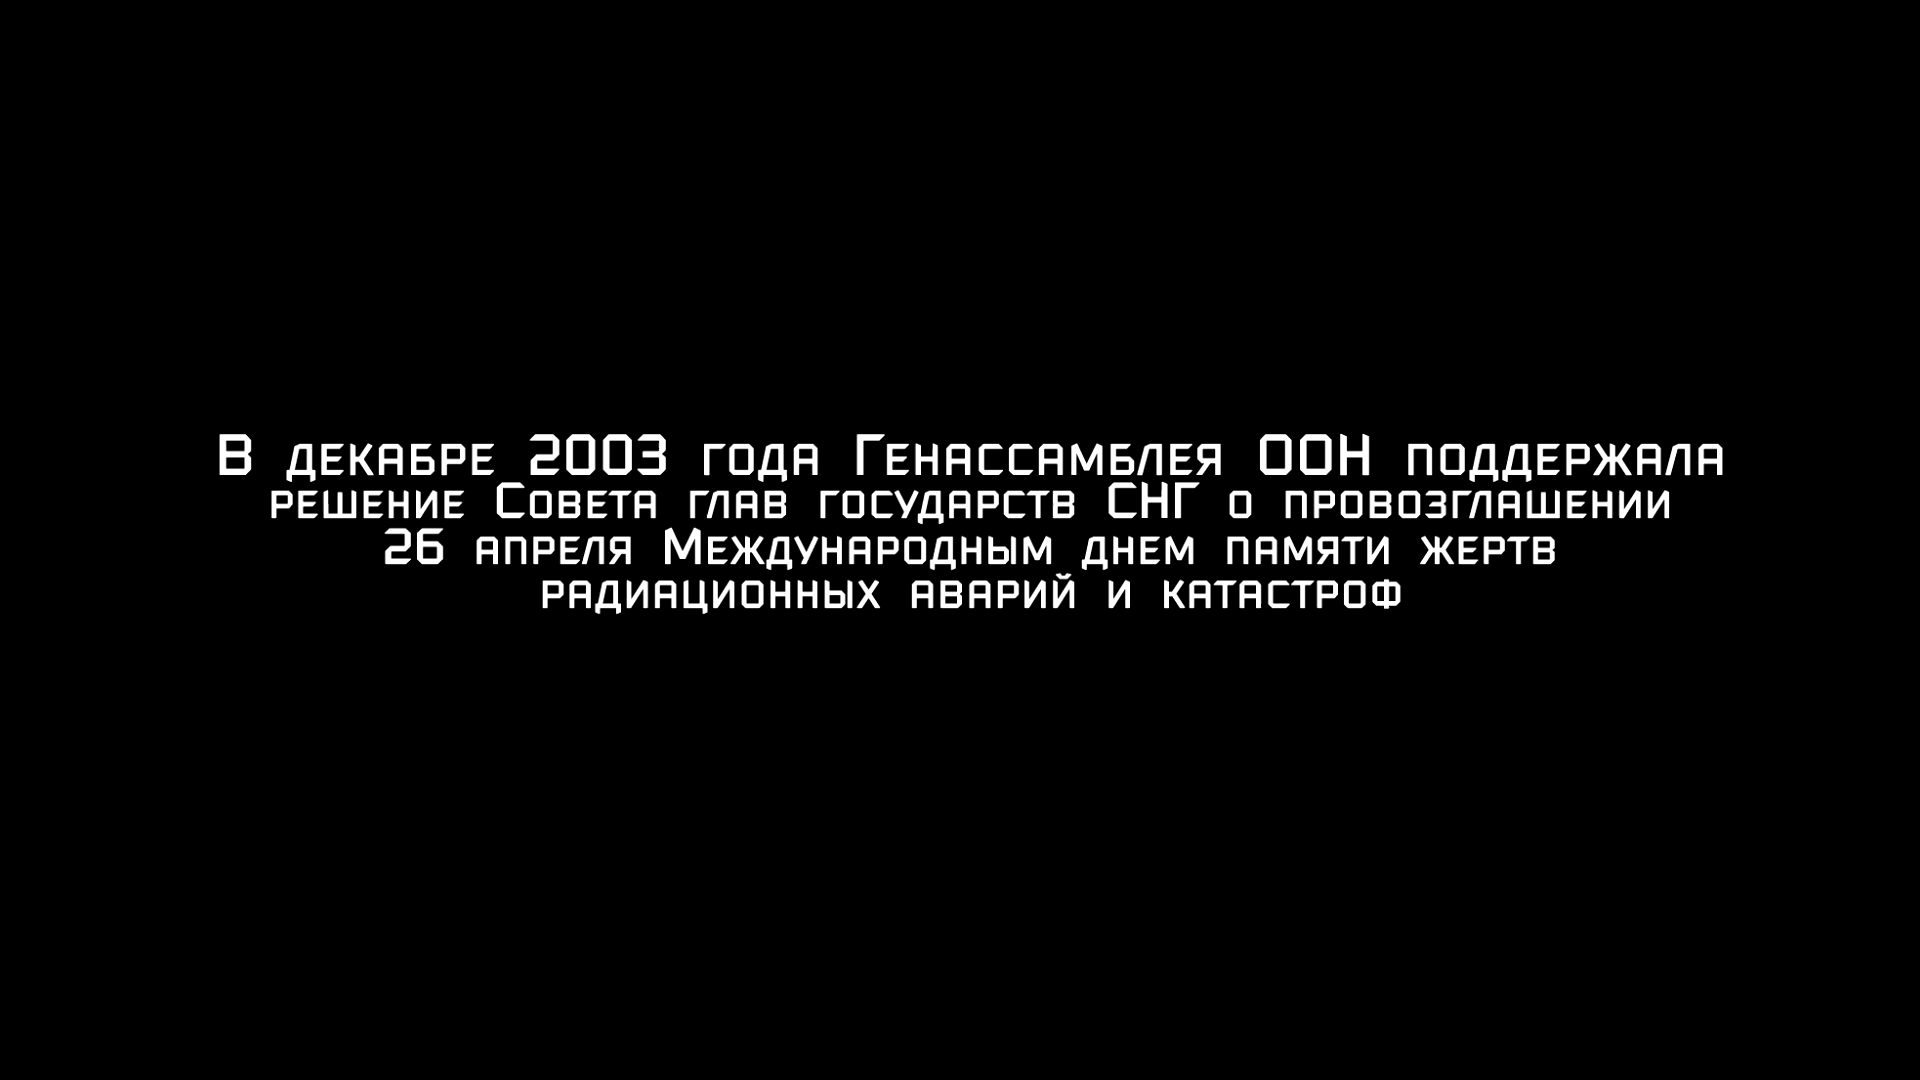 В декабре 2003 года Генассамблея ООН поддержала
решение Совета глав государств СНГ о провозглашении
26 апреля Международным днем памяти жертв
радиационных аварий и катастроф